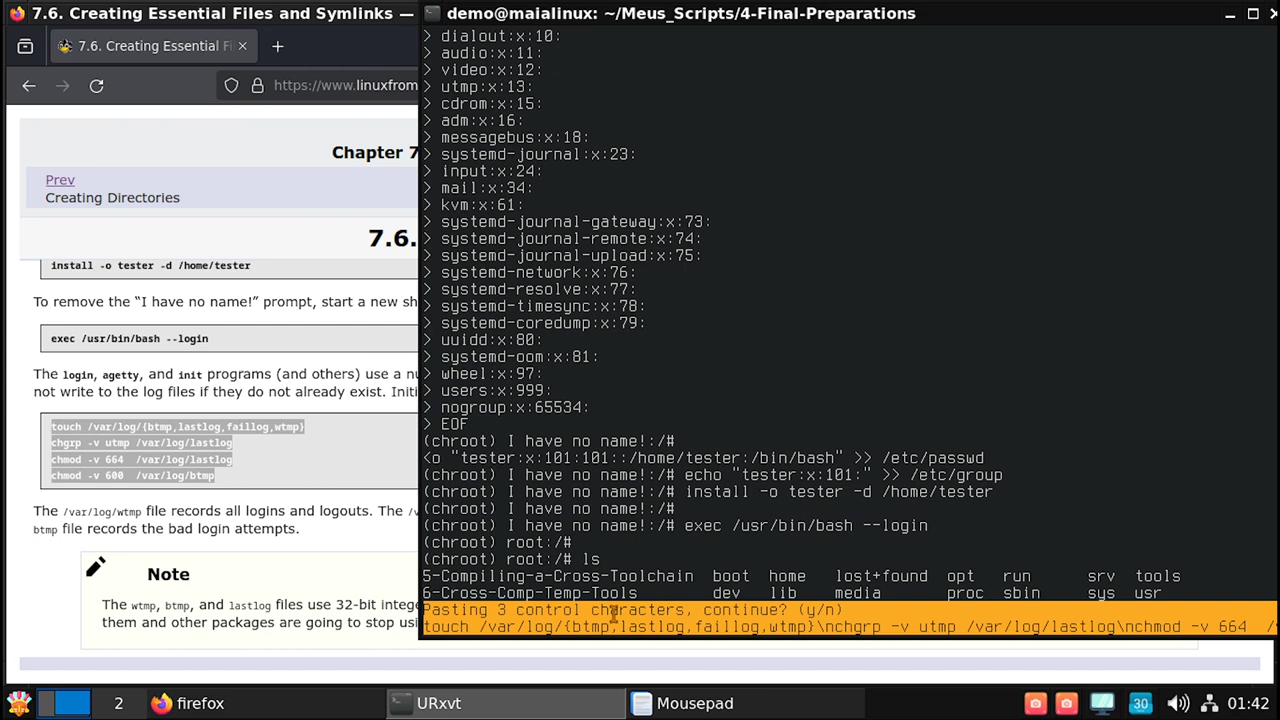 7.6. Creating Essential Files and Symlinks —
7.6. Creating Essential Fi
https://www.linuxfrom
Chapter 7
Prev
Creating Directories
7.6.
install -o tester -d /home/tester
To remove the “I have no name!” prompt, start a new sh
exec /usr/bin/bash --login
The login, agetty, and init programs (and others) use a nu
not write to the log files if they do not already exist. Initi
touch /var/log/{btmp,lastlog,faillog,wtmp}
chgrp -v utmp /var/log/lastlog
chmod -v 664  /var/log/lastlog
chmod -v 600  /var/log/btmp
The /var/log/wtmp file records all logins and logouts. The /v
btmp file records the bad login attempts.
Note
The wtmp, btmp, and lastlog files use 32-bit intege
them and other packages are going to stop usi
demo@maialinux: ~/Meus_Scripts/4-Final-Preparations
> dialout:x:10:
> audio:x:11:
> video:x:12:
> utmp:x:13:
> cdrom:x:15:
> adm:x:16:
> messagebus:x:18:
> systemd-journal:x:23:
> input:x:24:
> mail:x:34:
> kvm:x:61:
> systemd-journal-gateway:x:73:
> systemd-journal-remote:x:74:
> systemd-journal-upload:x:75:
> systemd-network:x:76:
> systemd-resolve:x:77:
> systemd-timesync:x:78:
> systemd-coredump:x:79:
> uuidd:x:80:
> systemd-oom:x:81:
> wheel:x:97:
> users:x:999:
> nogroup:x:65534:
> EOF
(chroot) I have no name!:/#
<o "tester:x:101:101::/home/tester:/bin/bash" >> /etc/passwd
(chroot) I have no name!:/# echo "tester:x:101:" >> /etc/group
(chroot) I have no name!:/# install -o tester -d /home/tester
(chroot) I have no name!:/#
(chroot) I have no name!:/# exec /usr/bin/bash --login
(chroot) root:/#
(chroot) root:/# ls
5-Compiling-a-Cross-Toolchain  boot  home  lost+found  opt  run  srv  tools
6-Cross-Temp-Tools  dev  lib  media  proc  sbin  sys  usr
Pasting 3 control characters, continue? (y/n)
touch /var/log/{btmp,lastlog,faillog,wtmp}\nchgrp -v utmp /var/log/lastlog\nchmod -v 664  /
2
firefox
URxvt
Mousepad
30
01:42